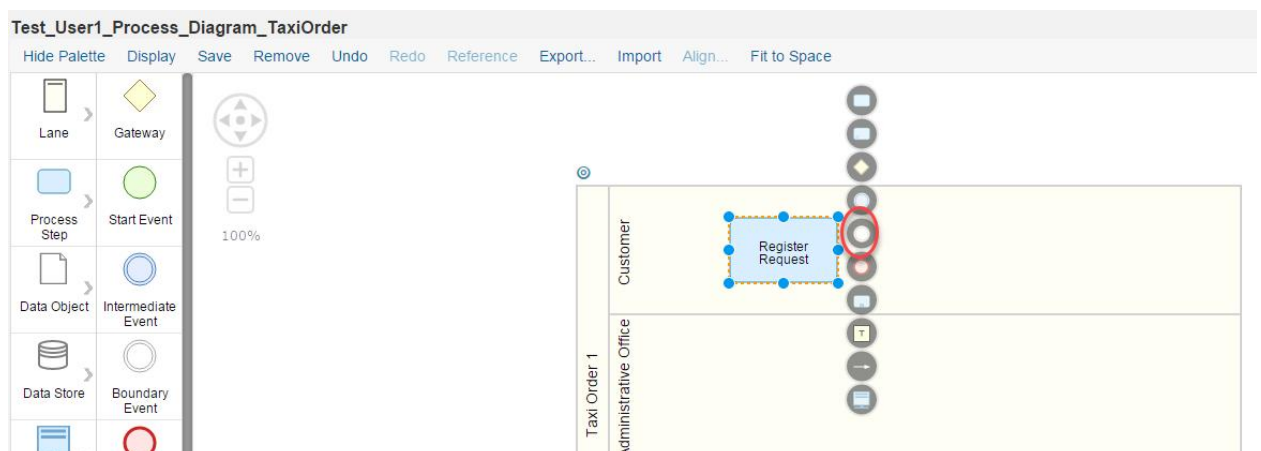 Test_User1_Process_Diagram_TaxiOrder
Hide Palette Display Save Remove Undo Redo Reference Export... Import Align... Fit to Space
Lane
Gateway
Process
Step
Start Event
Data Object
Intermediate
Event
Data Store
Boundary
Event
100%
Taxi Order 1
Customer
Register
Request
Administrative Office
T